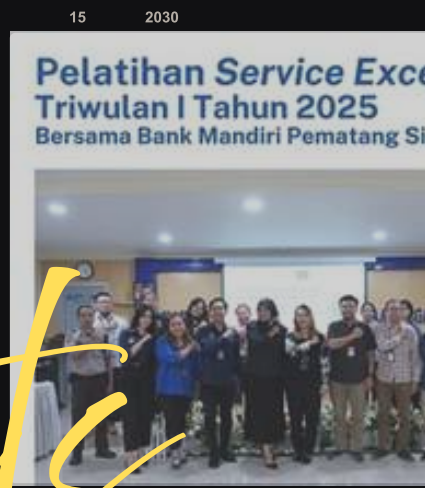 15 2030
Pelatihan Service Exce
Triwulan I Tahun 2025
Bersama Bank Mandiri Pematang Si